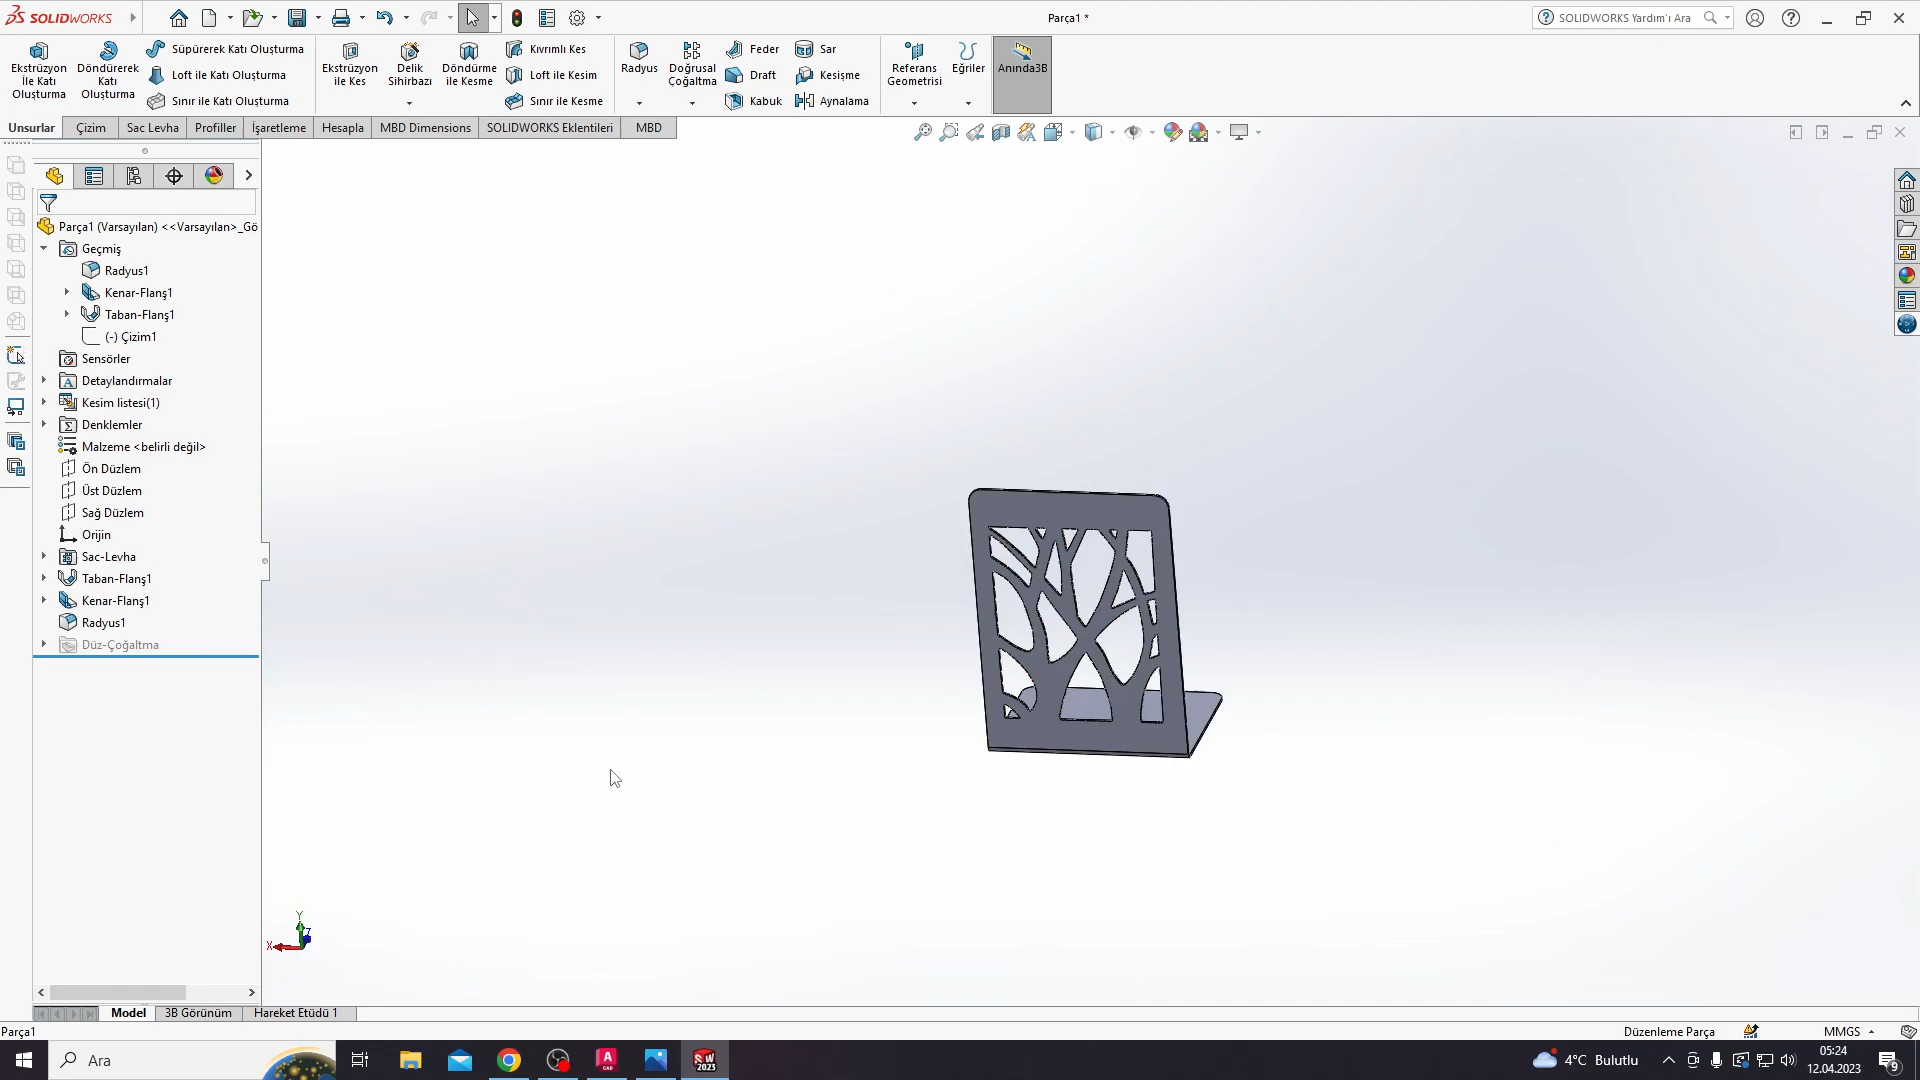 SOLIDWORKS
Parça1 *
SOLIDWORKS Yardım'ı Ara
Ekstrüzyon İle Katı Oluşturma
Döndürerek Katı Oluşturma
Süpürerek Katı Oluşturma
Loft ile Katı Oluşturma
Sınır ile Katı Oluşturma
Ekstrüzyon ile Kes
Delik Sihirbazı
Döndürme ile Kesme
Kıvrımlı Kes
Loft ile Kesim
Sınır ile Kesme
Radyus
Doğrusal Çoğaltma
Feder
Draft
Kabuk
Sar
Kesişme
Aynalama
Referans Geometrisi
Eğriler
Anında3B
Unsurlar
Çizim
Sac Levha
Profiller
İşaretleme
Hesapla
MBD Dimensions
SOLIDWORKS Eklentileri
MBD
Parça1 (Varsayılan) <<Varsayılan>_Gö
Geçmiş
Radyus1
Kenar-Flanş1
Taban-Flanş1
(-) Çizim1
Sensörler
Detaylandırmalar
Kesim listesi(1)
Denklemler
Malzeme <belirli değil>
Ön Düzlem
Üst Düzlem
Sağ Düzlem
Orijin
Sac-Levha
Taban-Flanş1
Kenar-Flanş1
Radyus1
Düz-Çoğaltma
Y
Z
X
Model
3B Görünüm
Hareket Etüdü 1
Parça1
Düzenleme Parça
MMGS
Ara
A
CAD
SW
2023
4°C Bulutlu
05:24
12.04.2023
9